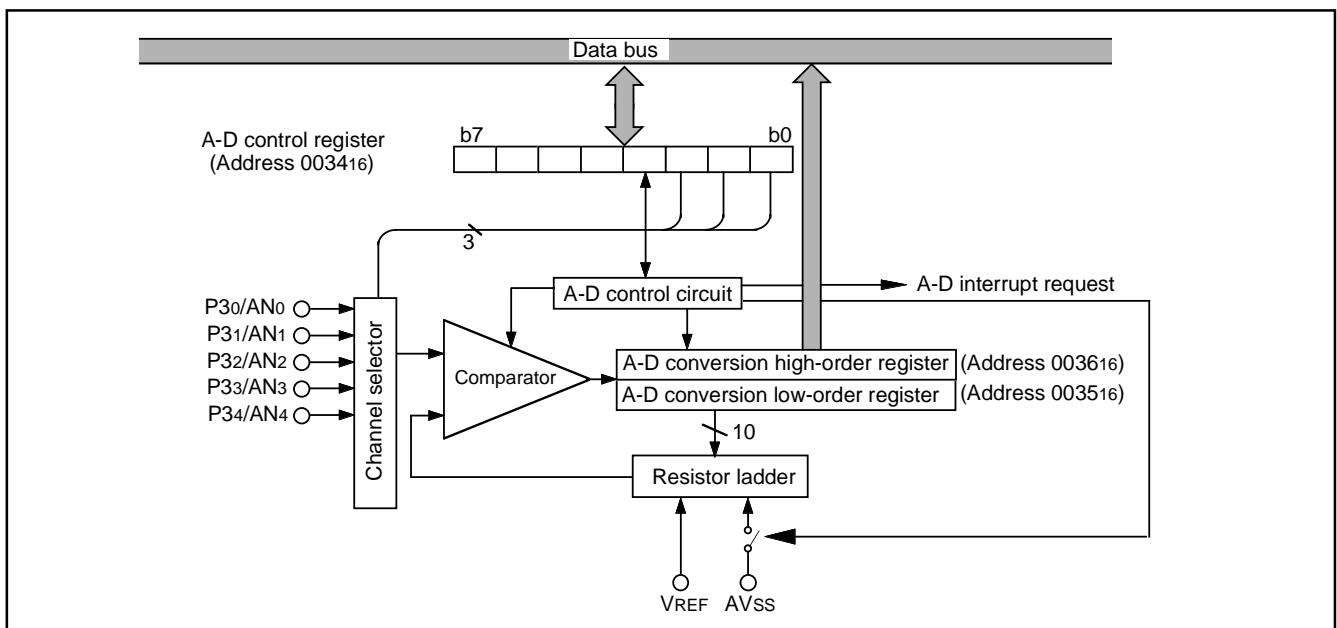 Data bus
b7 b0
A-D control register
(Address 003416)
3
A-D control circuit
A-D interrupt request
P30/AN0
P31/AN1
P32/AN2
P33/AN3
P34/AN4
Channel selector
Comparator
A-D conversion high-order register (Address 003616)
A-D conversion low-order register (Address 003516)
10
Resistor ladder
VREF AVSS